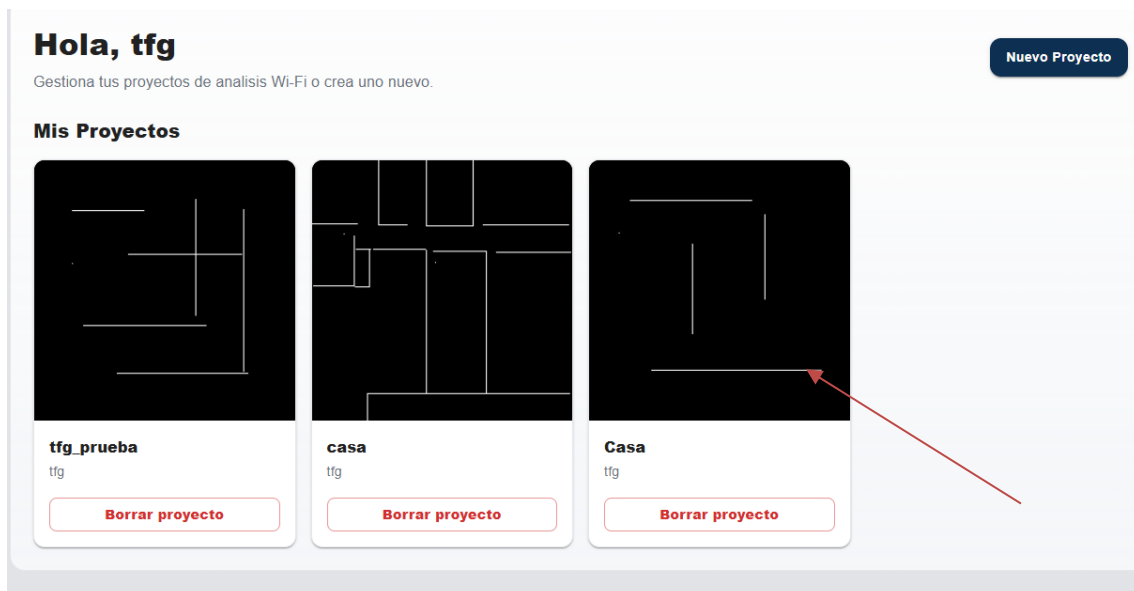 Hola, tfg
Nuevo Proyecto
Gestiona tus proyectos de analisis Wi-Fi o crea uno nuevo.
Mis Proyectos
tfg_prueba
tfg
Borrar proyecto
casa
tfg
Borrar proyecto
Casa
tfg
Borrar proyecto